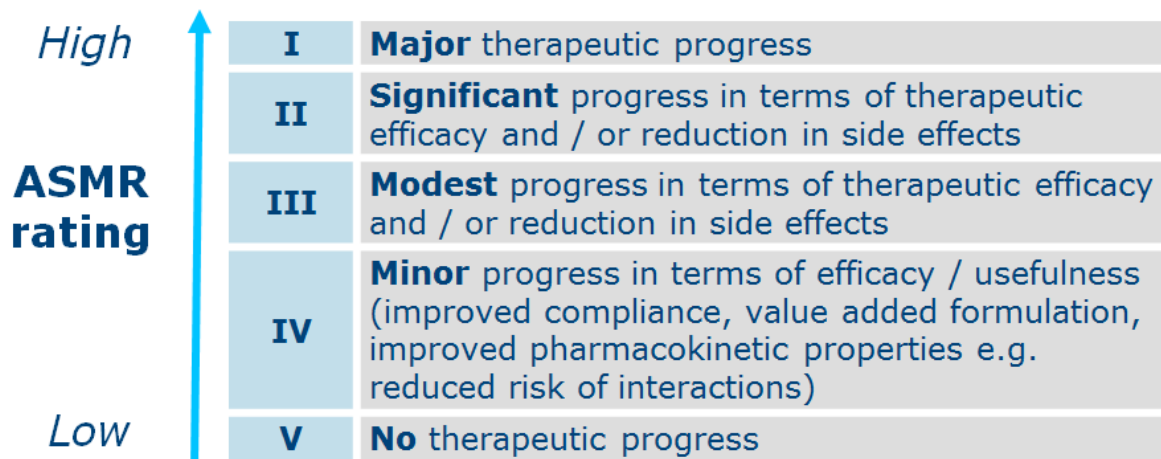 High
I Major therapeutic progress
II Significant progress in terms of therapeutic
efficacy and / or reduction in side effects
ASMR
rating
III Modest progress in terms of therapeutic efficacy
and / or reduction in side effects
IV Minor progress in terms of efficacy / usefulness
(improved compliance, value added formulation,
improved pharmacokinetic properties e.g.
reduced risk of interactions)
Low
V No therapeutic progress